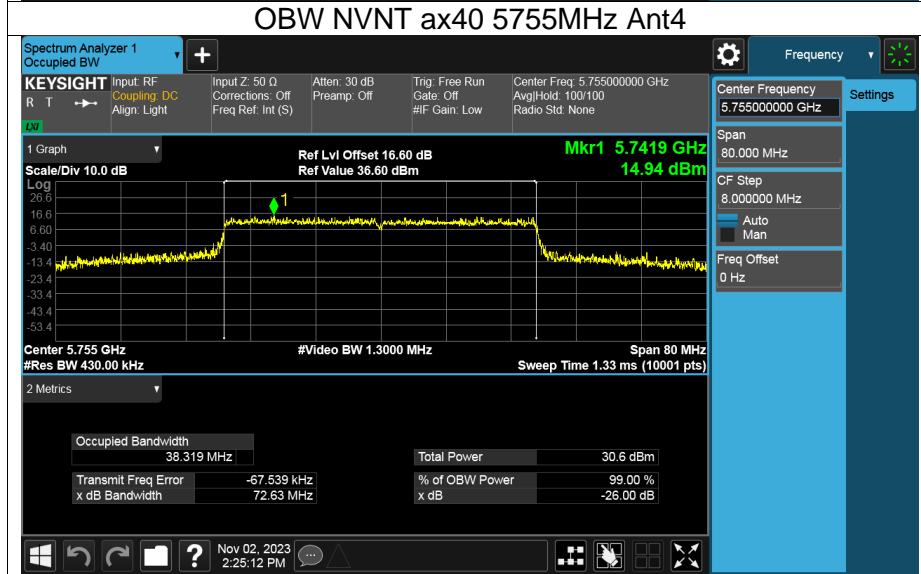 OBW NVNT ax40 5755MHz Ant4
Spectrum Analyzer 1
Occupied BW
Frequency
KEYSIGHT
R T
LXI
Input: RF
Coupling: DC
Align: Light
Input Z: 50 Ω
Corrections: Off
Freq Ref: Int (S)
Atten: 30 dB
Preamp: Off
Trig: Free Run
Gate: Off
#IF Gain: Low
Center Freq: 5.755000000 GHz
Avg|Hold: 100/100
Radio Std: None
Center Frequency
5.755000000 GHz
Settings
Span
80.000 MHz
CF Step
8.000000 MHz
Auto
Man
Freq Offset
0 Hz
1 Graph
Scale/Div 10.0 dB
Ref Lvl Offset 16.60 dB
Ref Value 36.60 dBm
Mkr1 5.7419 GHz
14.94 dBm
Log
26.6
16.6
6.60
-3.40
-13.4
-23.4
-33.4
-43.4
-53.4
1
Center 5.755 GHz
#Res BW 430.00 kHz
#Video BW 1.3000 MHz
Span 80 MHz
Sweep Time 1.33 ms (10001 pts)
2 Metrics
Occupied Bandwidth
38.319 MHz
Total Power 30.6 dBm
Transmit Freq Error -67.539 kHz
% of OBW Power 99.00 %
x dB Bandwidth 72.63 MHz
x dB -26.00 dB
?
Nov 02, 2023
2:25:12 PM